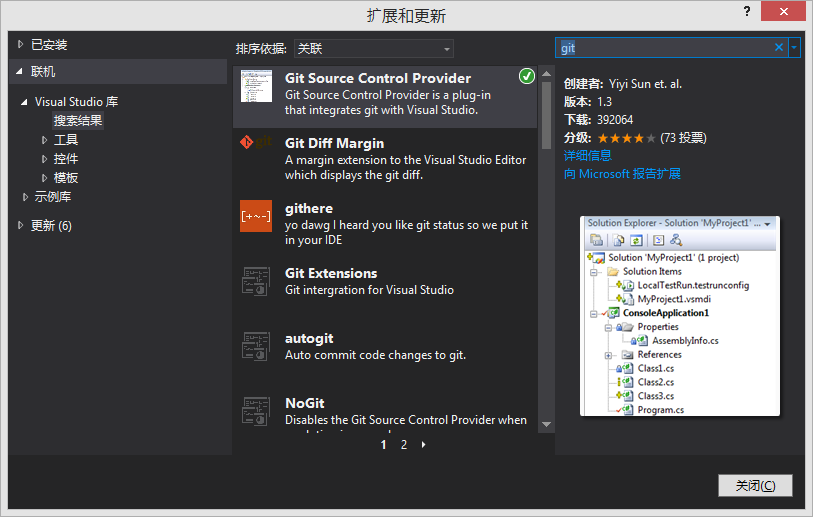 扩展和更新
?
已安装
联机
Visual Studio 库
搜索结果
工具
控件
模板
示例库
更新 (6)
排序依据: 关联
Git Source Control Provider
Git Source Control Provider is a plug-in
that integrates git with Visual Studio.
git
Git Diff Margin
A margin extension to the Visual Studio Editor
which displays the git diff.
[+~-]
githere
yo dawg I heard you like git status so we put it
in your IDE
Git Extensions
Git intergration for Visual Studio
autogit
Auto commit code changes to git.
NoGit
Disables the Git Source Control Provider when
1 2
git
创建者: Yiyi Sun et. al.
版本: 1.3
下载: 392064
分级: (73 投票)
详细信息
向 Microsoft 报告扩展
Solution Explorer - Solution 'MyProject1' ...
Solution 'MyProject1' (1 project)
Solution Items
LocalTestRun.testrunconfig
MyProject1.vsmdi
ConsoleApplication1
Properties
AssemblyInfo.cs
References
Class1.cs
Class2.cs
Class3.cs
Program.cs
关闭(C)